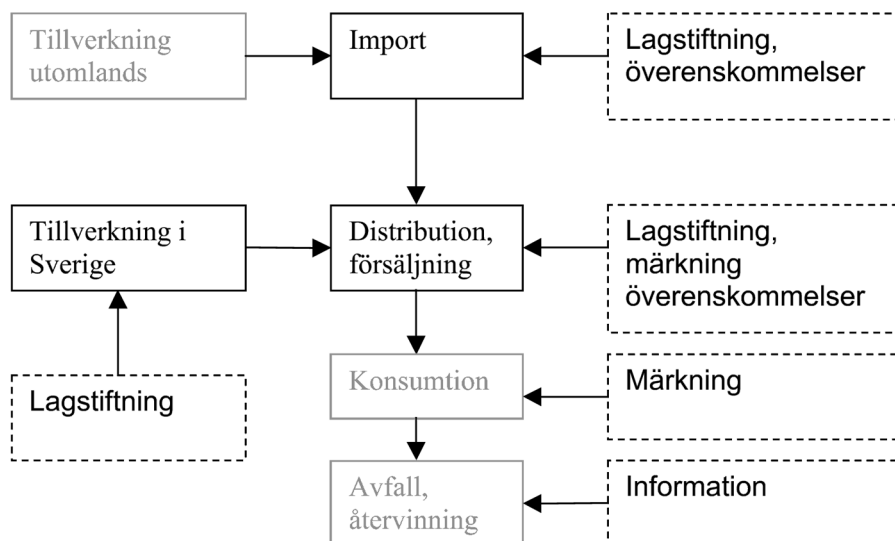 Tillverkning
utomlands
Import
Lagstiftning,
överenskommelser
Tillverkning i
Sverige
Distribution,
försäljning
Lagstiftning,
märkning
överenskommelser
Lagstiftning
Konsumtion
Märkning
Avfall,
återvinning
Information